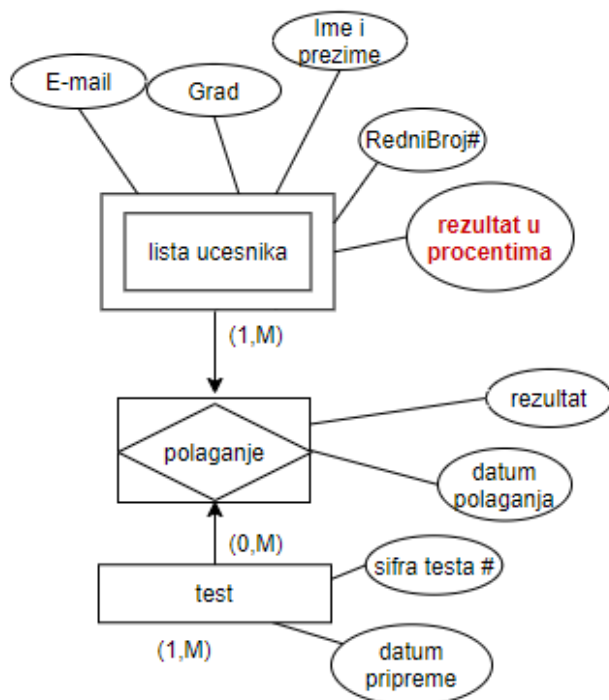 Ime i
prezime
E-mail
Grad
RedniBroj#
lista ucesnika
rezultat u
procentima
(1,M)
rezultat
polaganje
datum
polaganja
(0,M)
sifra testa #
test
(1,M)
datum
pripreme